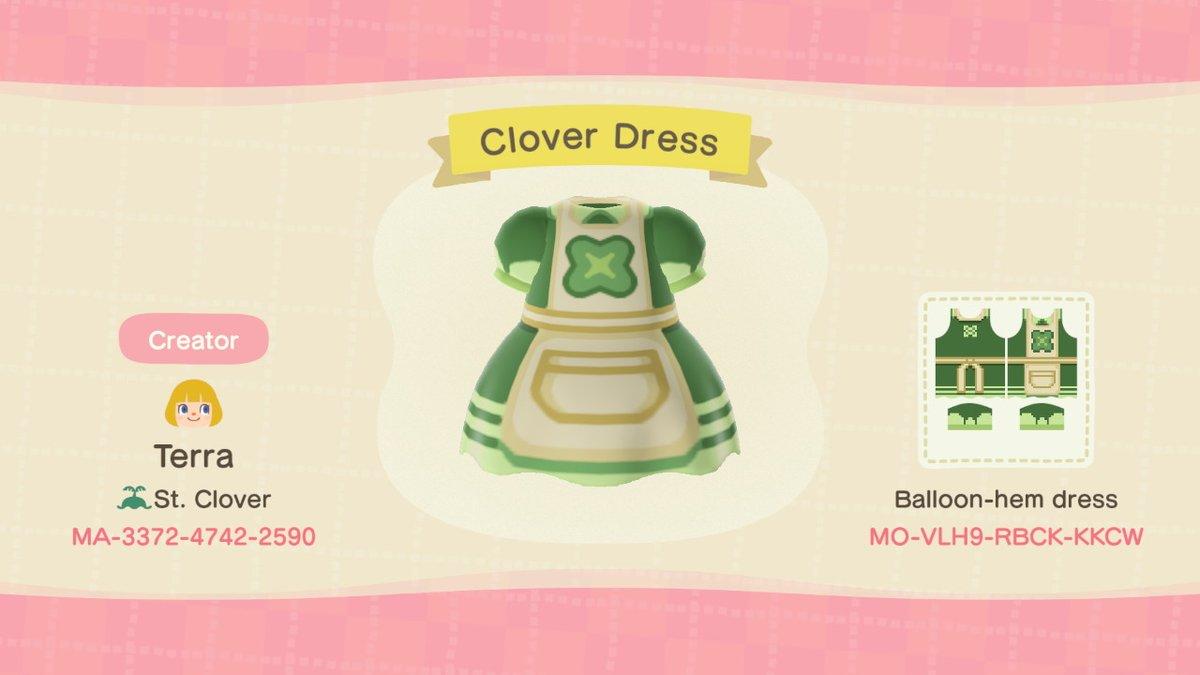 Clover Dress
Creator
Terra
St. Clover
MA-3372-4742-2590
Balloon-hem dress
MO-VLH9-RBCK-KKCW